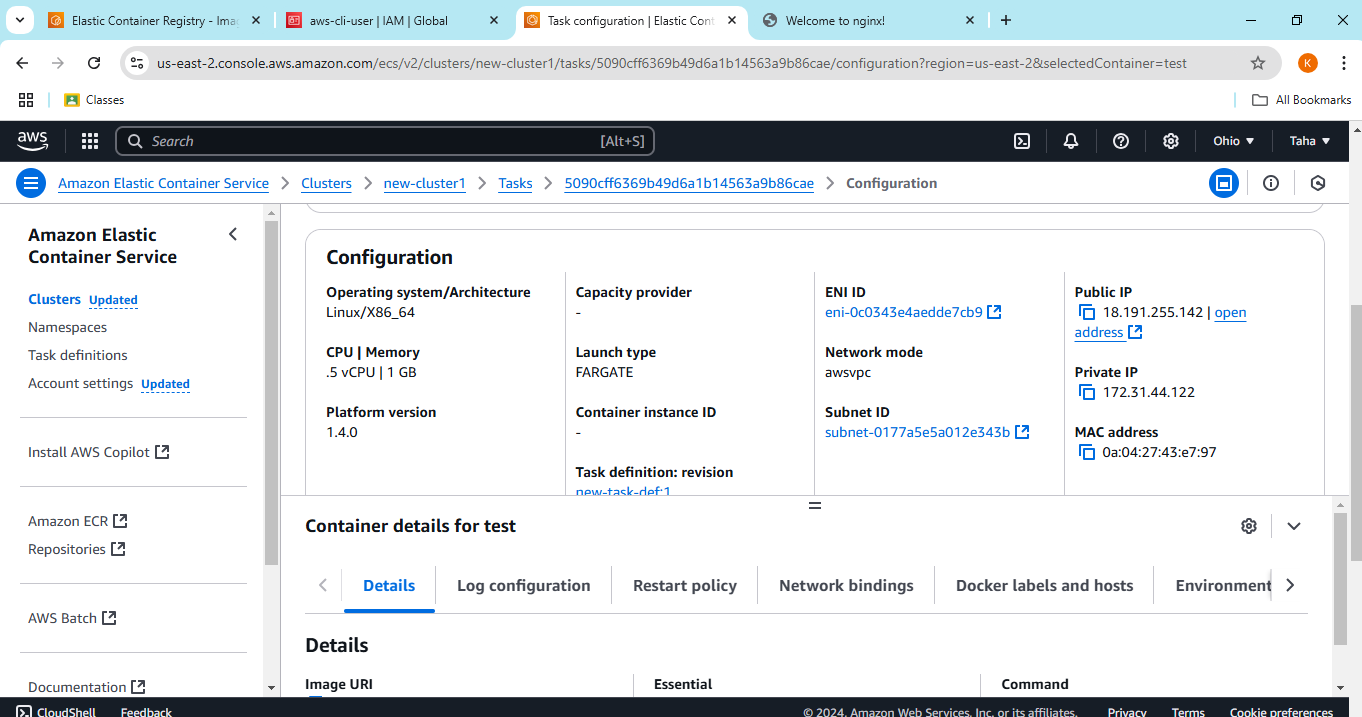 Elastic Container Registry - Ima
aws-cli-user | IAM | Global
Task configuration | Elastic Cont
Welcome to nginx!
us-east-2.console.aws.amazon.com/ecs/v2/clusters/new-cluster1/tasks/5090cff6369b49d6a1b14563a9b86cae/configuration?region=us-east-2&selectedContainer=test
K
Classes
All Bookmarks
aws
Search
[Alt+S]
Ohio
Taha
Amazon Elastic Container Service
Clusters
new-cluster1
Tasks
5090cff6369b49d6a1b14563a9b86cae
Configuration
Amazon Elastic
Container Service
Clusters Updated
Namespaces
Task definitions
Account settings Updated
Install AWS Copilot
Amazon ECR
Repositories
AWS Batch
Documentation
Configuration
Operating system/Architecture
Linux/X86_64
CPU | Memory
.5 vCPU | 1 GB
Platform version
1.4.0
Capacity provider
-
Launch type
FARGATE
Container instance ID
-
Task definition: revision
new-task-def:1
ENI ID
eni-0c0343e4aedde7cb9
Network mode
awsvpc
Subnet ID
subnet-0177a5e5a012e343b
Public IP
18.191.255.142 | open
address
Private IP
172.31.44.122
MAC address
0a:04:27:43:e7:97
Container details for test
Details
Log configuration
Restart policy
Network bindings
Docker labels and hosts
Environment
Details
Image URI
Essential
Command
CloudShell
Feedback
© 2024, Amazon Web Services, Inc. or its affiliates.
Privacy
Terms
Cookie preferences